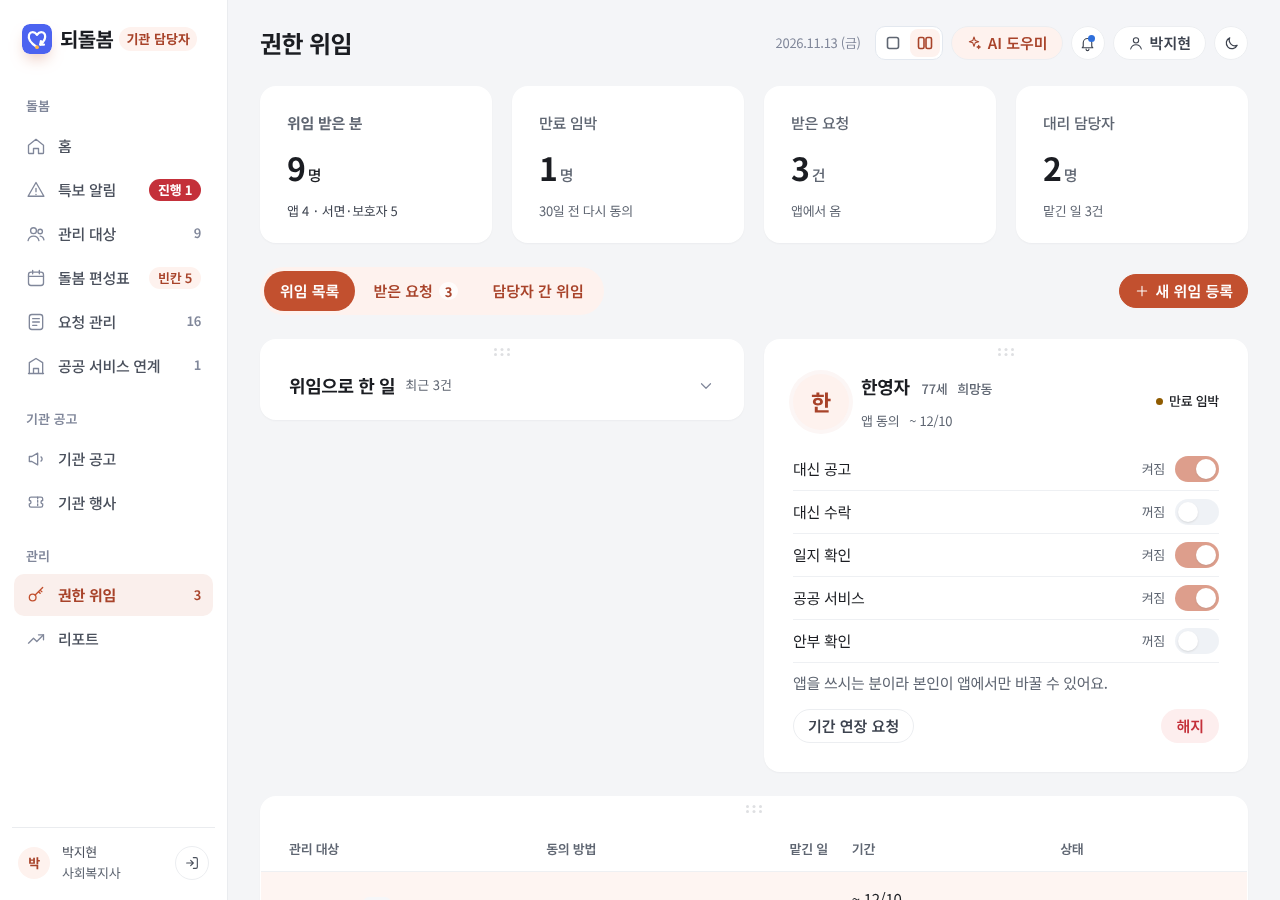 되돌봄 기관 담당자
돌봄
홈
특보 알림 진행 1
관리 대상 9
돌봄 편성표 빈칸 5
요청 관리 16
공공 서비스 연계 1
기관 공고
기관 공고
기관 행사
관리
권한 위임 3
리포트
박 박지현
사회복지사
권한 위임
2026.11.13 (금) AI 도우미 박지현
위임 받은 분
9 명
앱 4 · 서면·보호자 5
만료 임박
1 명
30일 전 다시 동의
받은 요청
3 건
앱에서 옴
대리 담당자
2 명
맡긴 일 3건
위임 목록 받은 요청 3 담당자 간 위임
+ 새 위임 등록
위임으로 한 일 최근 3건
한 한영자 77세 희망동
앱 동의 ~ 12/10
만료 임박
대신 공고 켜짐
대신 수락 꺼짐
일지 확인 켜짐
공공 서비스 켜짐
안부 확인 꺼짐
앱을 쓰시는 분이라 본인이 앱에서만 바꿀 수 있어요.
기간 연장 요청 해지
관리 대상 동의 방법 맡긴 일 기간 상태
~ 12/10